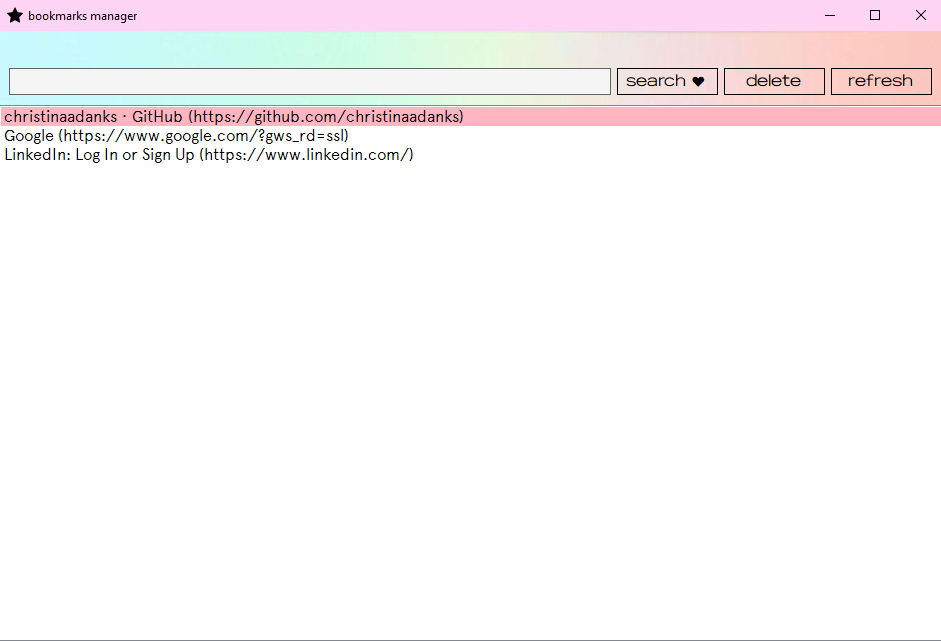 bookmarks manager
search ♥ delete refresh
christinaadanks · GitHub (https://github.com/christinaadanks)
Google (https://www.google.com/?gws_rd=ssl)
LinkedIn: Log In or Sign Up (https://www.linkedin.com/)